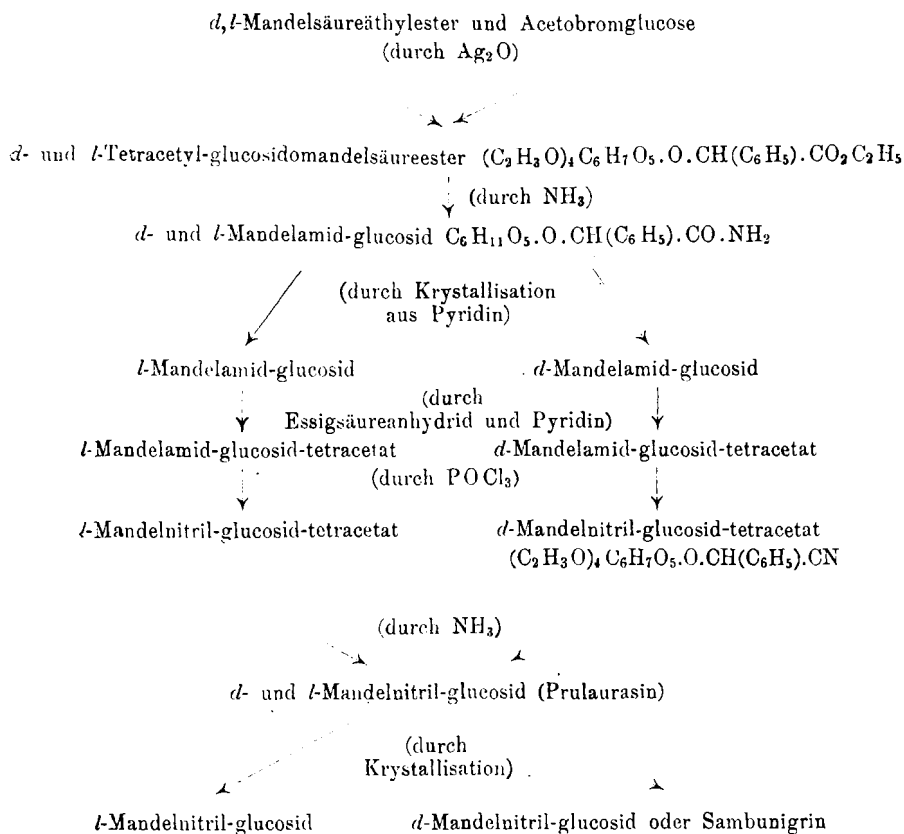 d,l-Mandelsäureäthylester und Acetobromglucose
(durch Ag₂O)
d- und l-Tetracetyl-glucosidomandelsäureester (C₂H₃O)₄C₆H₇O₅.O.CH(C₆H₅).CO₂C₂H₅
(durch NH₃)
d- und l-Mandelamid-glucosid C₆H₁₁O₅.O.CH(C₆H₅).CO.NH₂
(durch Krystallisation
aus Pyridin)
l-Mandelamid-glucosid d-Mandelamid-glucosid
(durch
Essigsäureanhydrid und Pyridin)
l-Mandelamid-glucosid-tetracetat d-Mandelamid-glucosid-tetracetat
(durch POCl₃)
l-Mandelnitril-glucosid-tetracetat d-Mandelnitril-glucosid-tetracetat
(C₂H₃O)₄C₆H₇O₅.O.CH(C₆H₅).CN
(durch NH₃)
d- und l-Mandelnitril-glucosid (Prulaurasin)
(durch
Krystallisation)
l-Mandelnitril-glucosid d-Mandelnitril-glucosid oder Sambunigrin